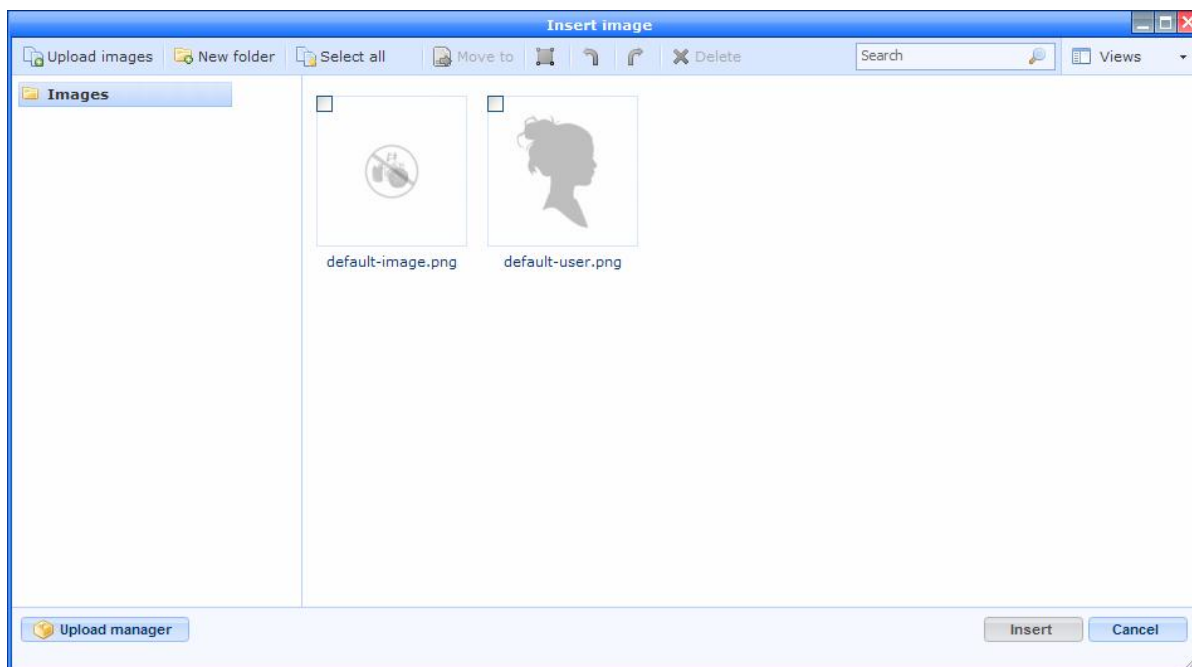 Insert image
Upload images New folder Select all Move to Delete Search Views
Images
default-image.png default-user.png
Upload manager Insert Cancel